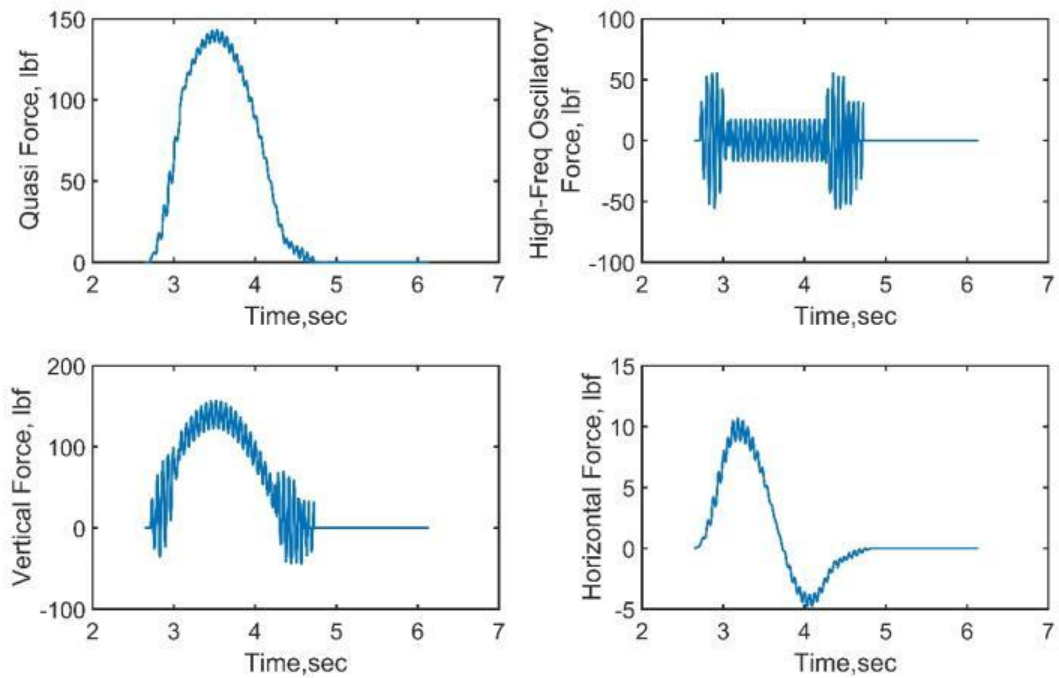 150
100
50
0
Quasi Force, lbf
2 3 4 5 6 7
Time,sec
100
50
0
-50
-100
High-Freq Oscillatory
Force, lbf
2 3 4 5 6 7
Time,sec
200
100
0
-100
Vertical Force, lbf
2 3 4 5 6 7
Time,sec
15
10
5
0
-5
Horizontal Force, lbf
2 3 4 5 6 7
Time,sec